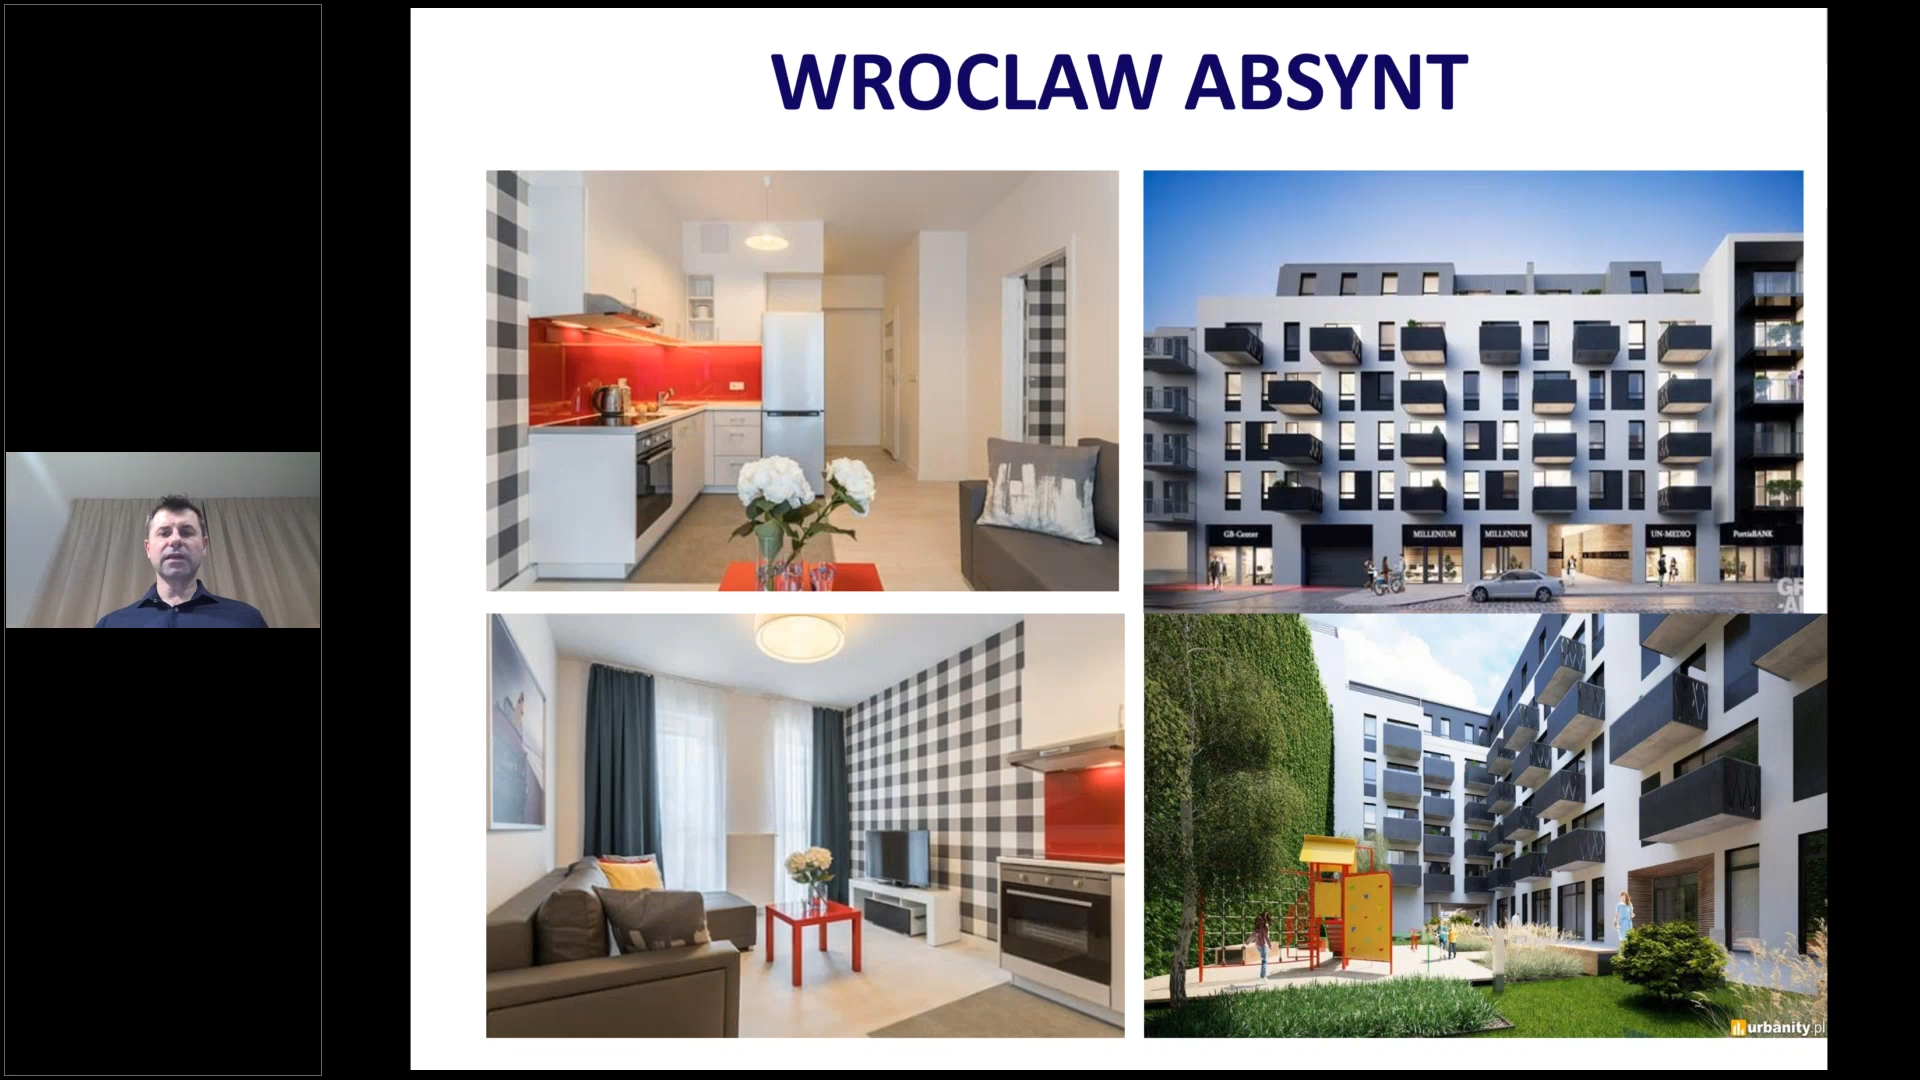 WROCLAW ABSYNT
GB-Center
MILLENIUM
MILLENIUM
UN-MEDIO
PortisBANK
urbanity.pl